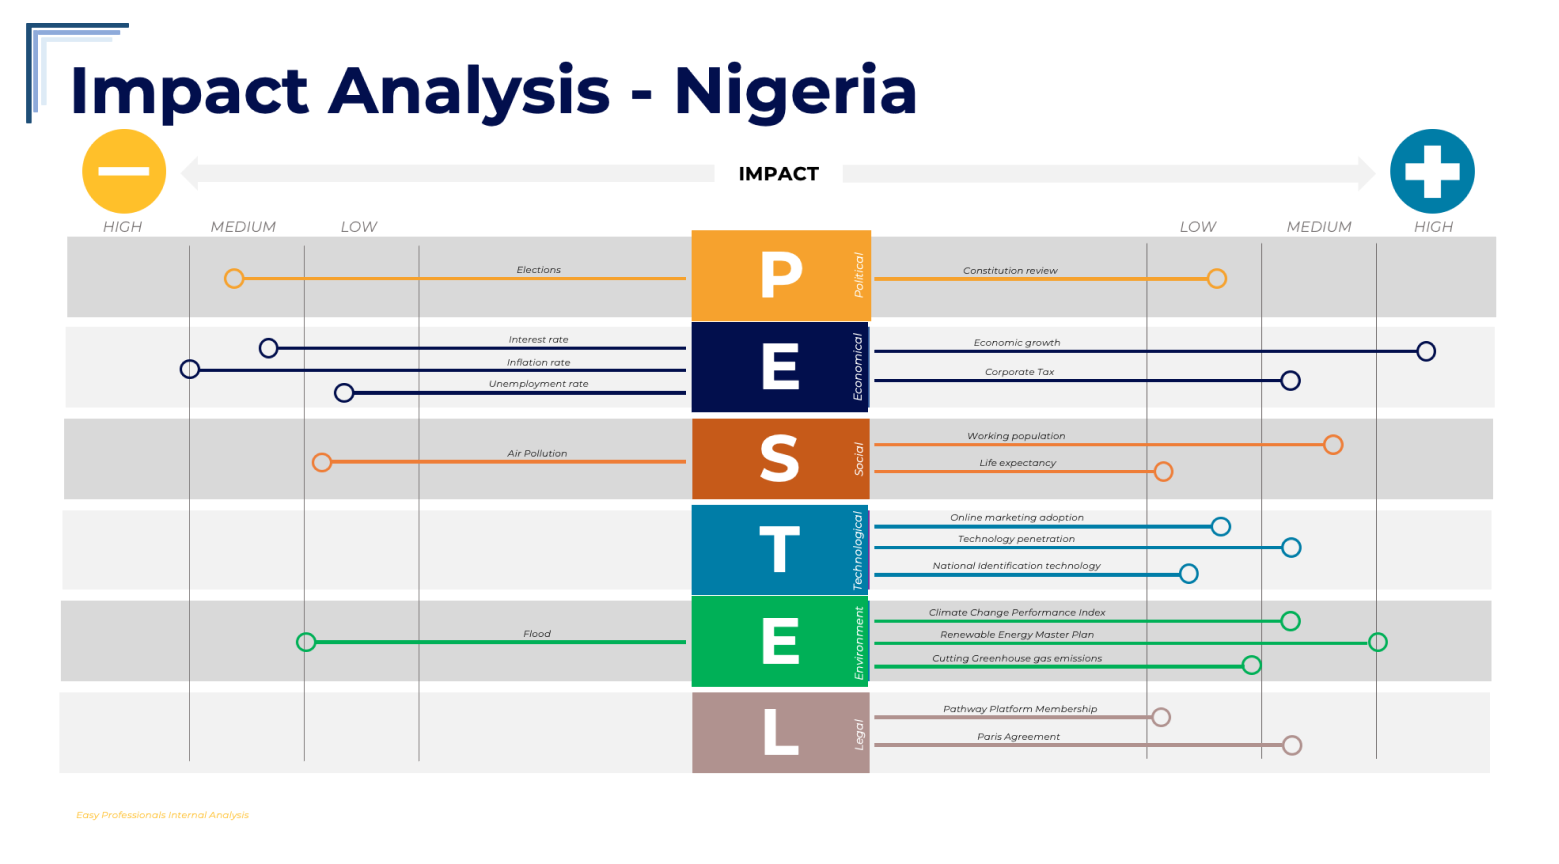 Impact Analysis - Nigeria
IMPACT
HIGH MEDIUM LOW LOW MEDIUM HIGH
Elections
P
Political
Constitution review
Interest rate
Inflation rate
Unemployment rate
E
Economical
Economic growth
Corporate Tax
Air Pollution
S
Social
Working population
Life expectancy
T
Technological
Online marketing adoption
Technology penetration
National Identification technology
Flood
E
Environment
Climate Change Performance Index
Renewable Energy Master Plan
Cutting Greenhouse gas emissions
L
Legal
Pathway Platform Membership
Paris Agreement
Easy Professionals Internal Analysis